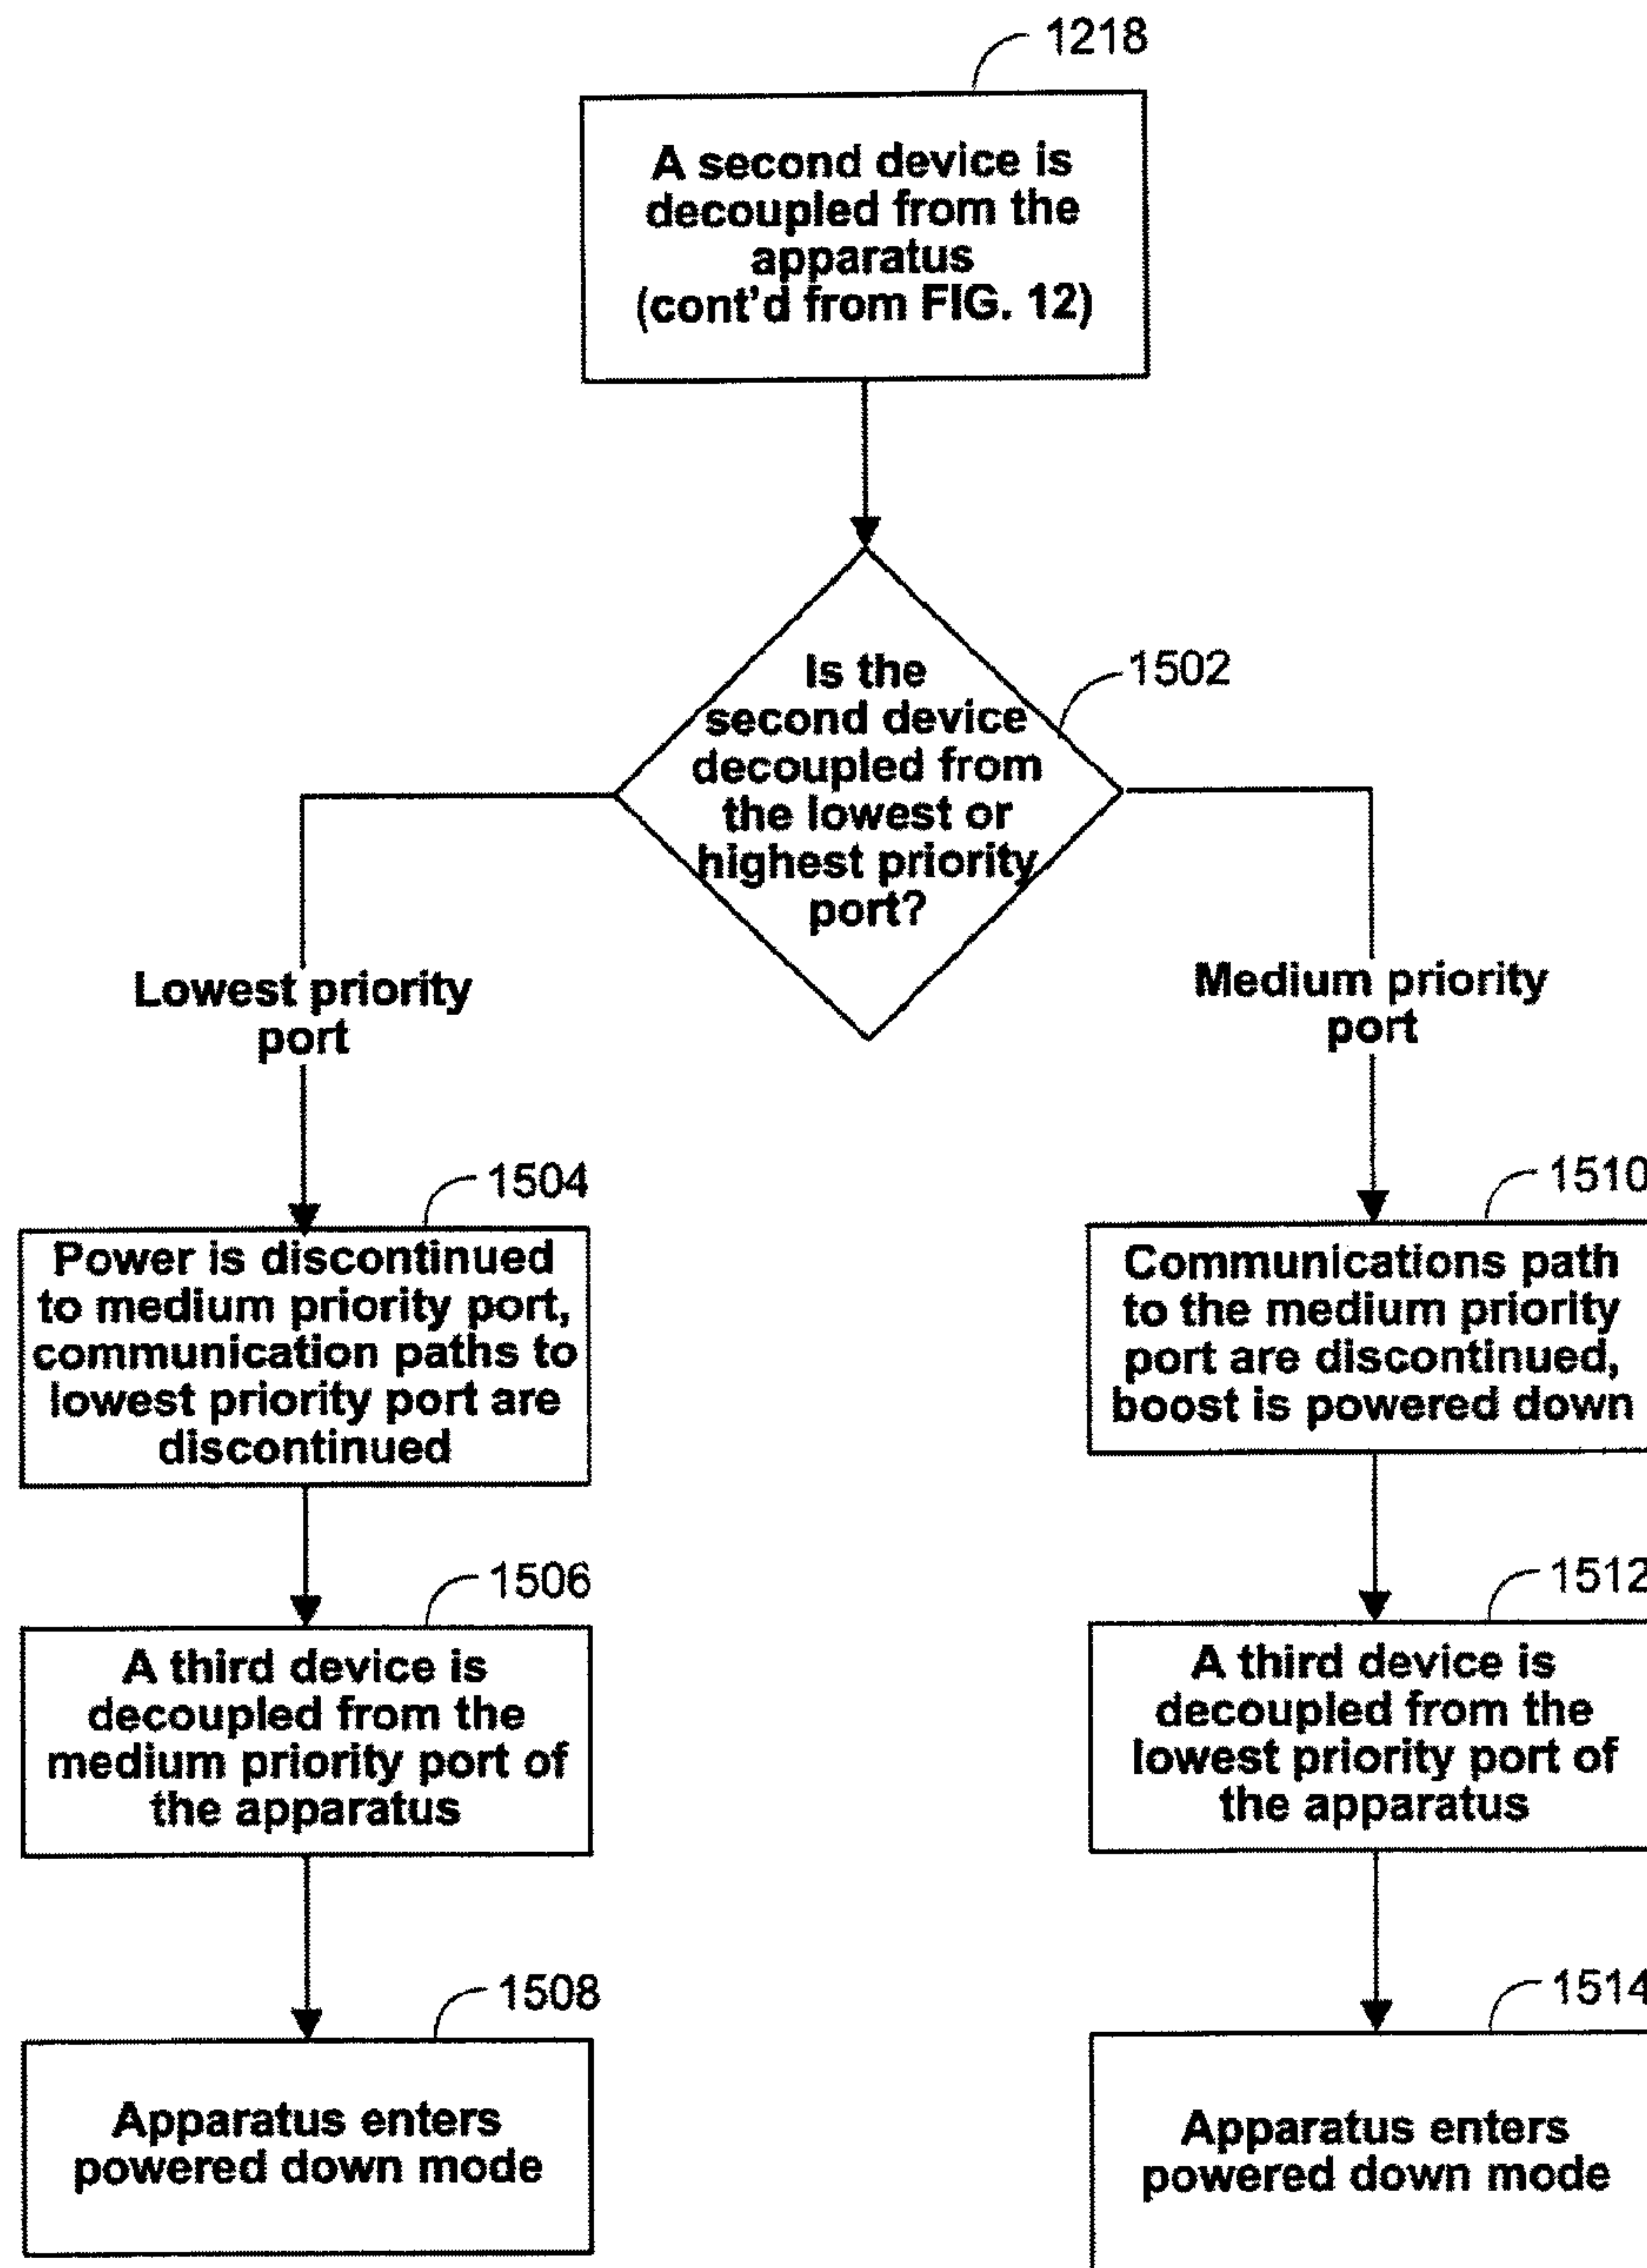 1218
A second device is
decoupled from the
apparatus
(cont'd from FIG. 12)
1502
Is the
second device
decoupled from
the lowest or
highest priority
port?
Lowest priority
port
Medium priority
port
1504
Power is discontinued
to medium priority port,
communication paths to
lowest priority port are
discontinued
1510
Communications path
to the medium priority
port are discontinued,
boost is powered down
1506
A third device is
decoupled from the
medium priority port of
the apparatus
1512
A third device is
decoupled from the
lowest priority port of
the apparatus
1508
Apparatus enters
powered down mode
1514
Apparatus enters
powered down mode